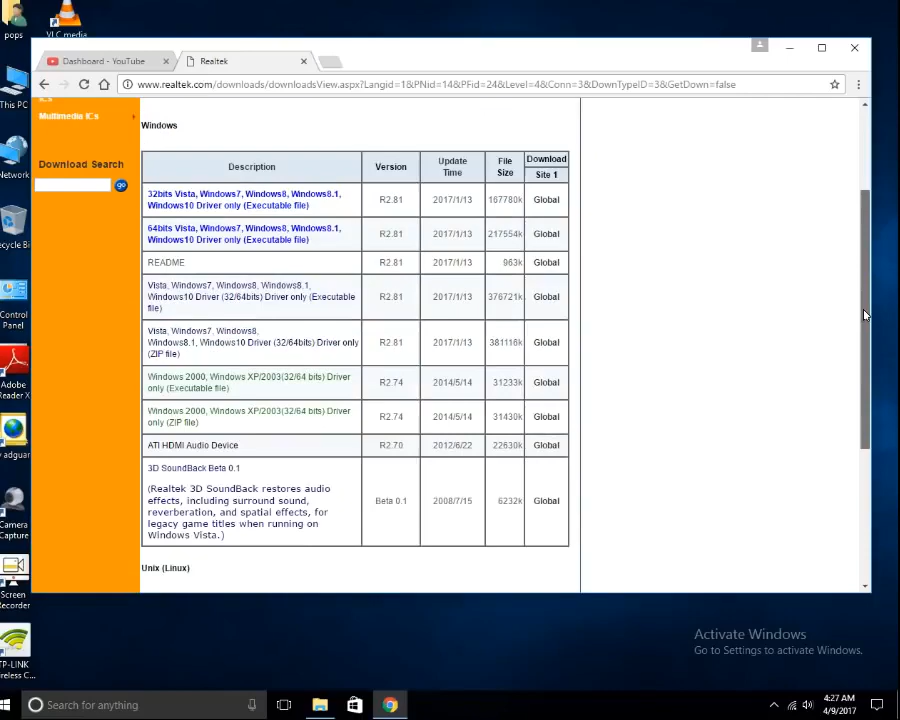 pops
VLC media
Dashboard - YouTube
Realtek
www.realtek.com/downloads/downloadsView.aspx?Langid=1&PNid=14&PFid=24&Level=4&Conn=3&DownTypeID=3&GetDown=false
This PC
ICs
Multimedia ICs
Download Search
go
Windows
Description
Version
Update
Time
File
Size
Download
Site 1
32bits Vista, Windows7, Windows8, Windows8.1,
Windows10 Driver only (Executable file)
R2.81
2017/1/13
167780k
Global
64bits Vista, Windows7, Windows8, Windows8.1,
Windows10 Driver only (Executable file)
R2.81
2017/1/13
217554k
Global
README
R2.81
2017/1/13
963k
Global
Vista, Windows7, Windows8, Windows8.1,
Windows10 Driver (32/64bits) Driver only (Executable
file)
R2.81
2017/1/13
376721k
Global
Vista, Windows7, Windows8,
Windows8.1, Windows10 Driver (32/64bits) Driver only
(ZIP file)
R2.81
2017/1/13
381116k
Global
Windows 2000, Windows XP/2003(32/64 bits) Driver
only (Executable file)
R2.74
2014/5/14
31233k
Global
Windows 2000, Windows XP/2003(32/64 bits) Driver
only (ZIP file)
R2.74
2014/5/14
31430k
Global
ATI HDMI Audio Device
R2.70
2012/6/22
22630k
Global
3D SoundBack Beta 0.1
(Realtek 3D SoundBack restores audio
effects, including surround sound,
reverberation, and spatial effects, for
legacy game titles when running on
Windows Vista.)
Beta 0.1
2008/7/15
6232k
Global
Unix (Linux)
Network
ecycle Bi
Control
Panel
Adobe
Reader X
adguar
Camera
Capture
Screen
Recorder
TP-LINK
ireless C...
Activate Windows
Go to Settings to activate Windows.
Search for anything
4:27 AM
4/9/2017